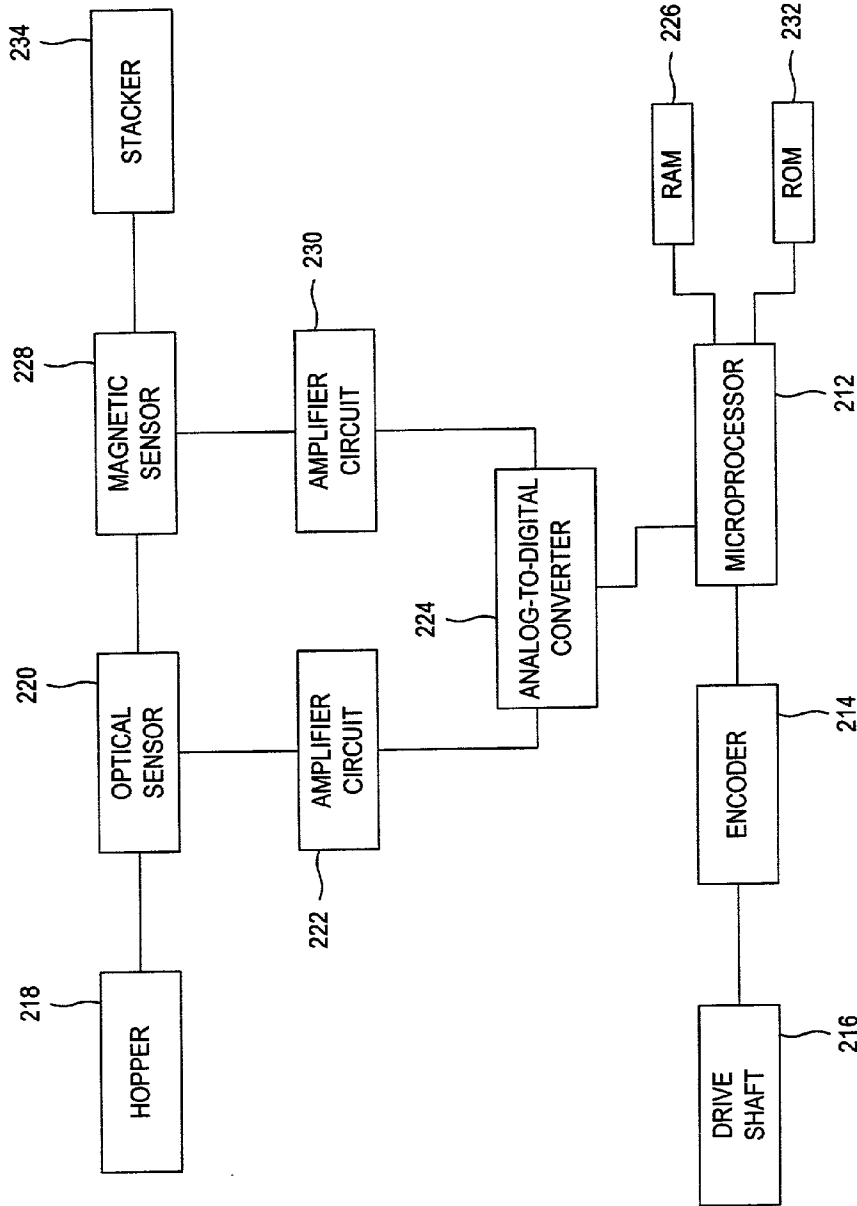 218
HOPPER
220
OPTICAL
SENSOR
228
MAGNETIC
SENSOR
234
STACKER
222
AMPLIFIER
CIRCUIT
230
AMPLIFIER
CIRCUIT
224
ANALOG-TO-DIGITAL
CONVERTER
226
RAM
232
ROM
216
DRIVE
SHAFT
214
ENCODER
212
MICROPROCESSOR